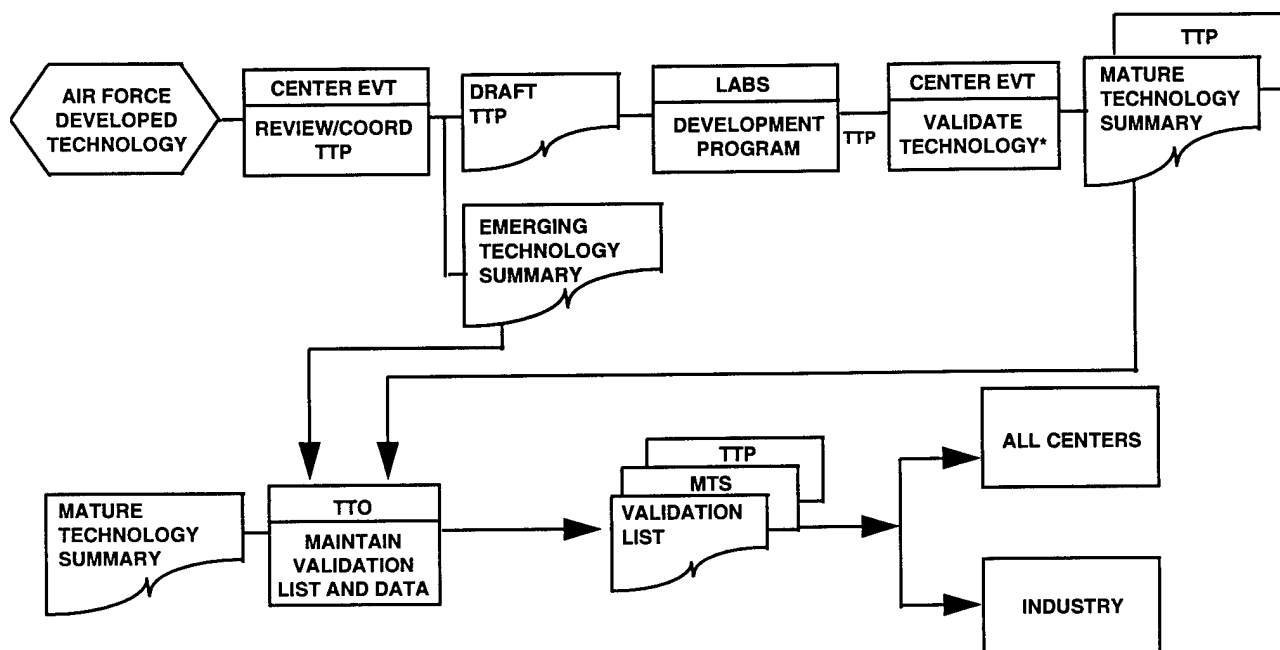 AIR FORCE
DEVELOPED
TECHNOLOGY
CENTER EVT
REVIEW/COORD
TTP
DRAFT
TTP
LABS
DEVELOPMENT
PROGRAM
TTP
CENTER EVT
VALIDATE
TECHNOLOGY*
TTP
MATURE
TECHNOLOGY
SUMMARY
EMERGING
TECHNOLOGY
SUMMARY
MATURE
TECHNOLOGY
SUMMARY
TTO
MAINTAIN
VALIDATION
LIST AND DATA
TTP
MTS
VALIDATION
LIST
ALL CENTERS
INDUSTRY